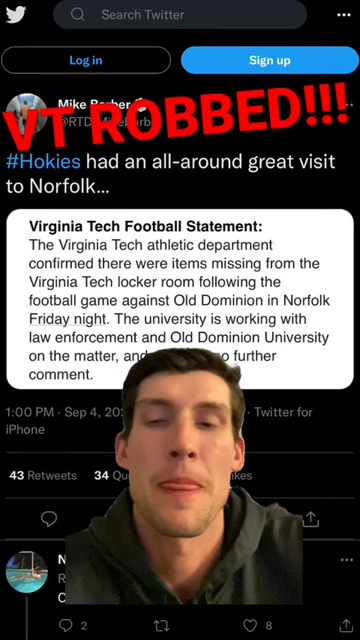 Search Twitter
Log in
Sign up
VT ROBBED!!!
Mike Barber
#Hokies had an all-around great visit
to Norfolk...
Virginia Tech Football Statement:
The Virginia Tech athletic department
confirmed there were items missing from the
Virginia Tech locker room following the
football game against Old Dominion in Norfolk
Friday night. The university is working with
law enforcement and Old Dominion University
on the matter, and no further
comment.
1:00 PM · Sep 4, · Twitter for
iPhone
43 Retweets 34
2
8